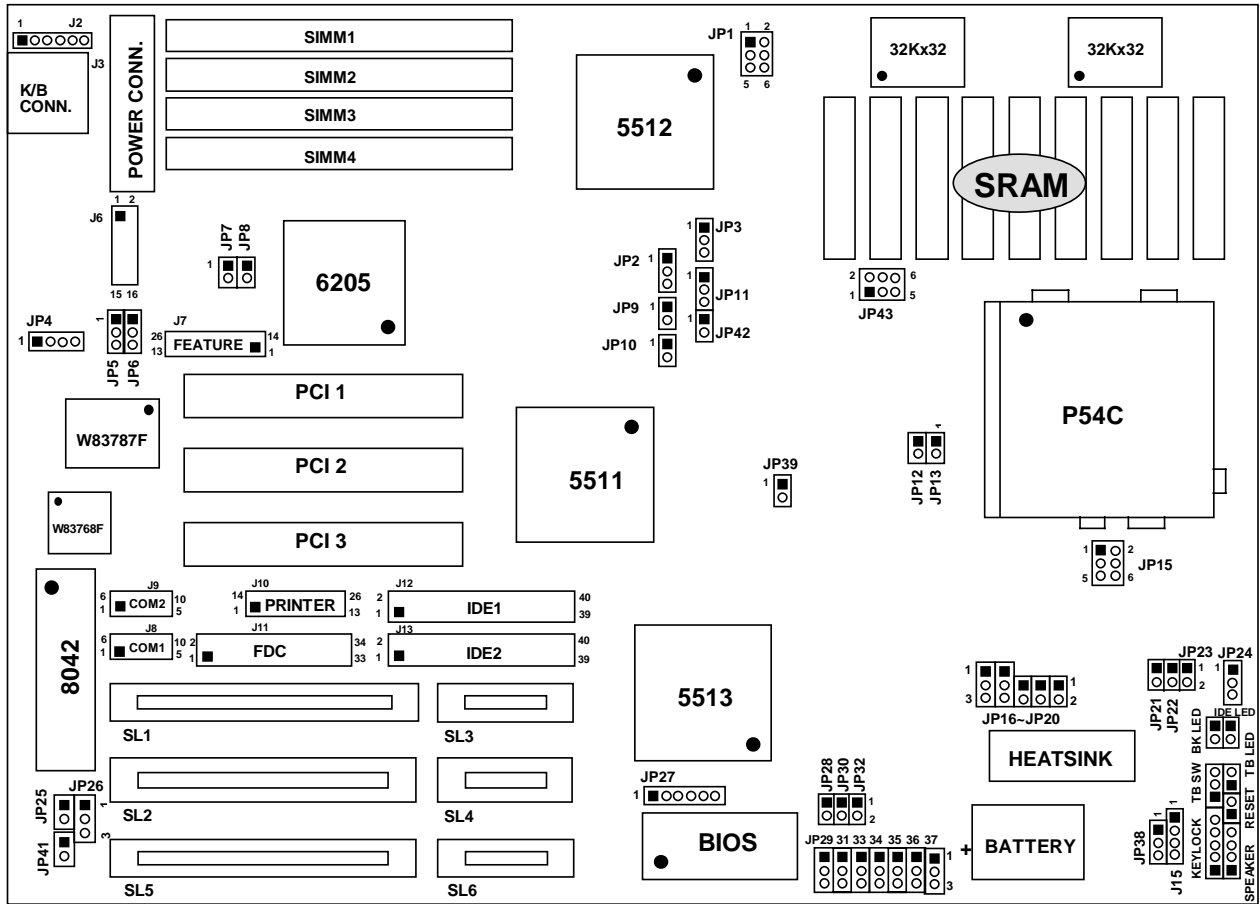 1 J2
J3
K/B
CONN.
POWER CONN.
SIMM1
SIMM2
SIMM3
SIMM4
5512
JP1
1 2
5 6
32Kx32
32Kx32
SRAM
1 2
J6
15 16
JP7
JP8
1
6205
JP3
1
JP2
1
JP11
1
JP9
1
JP42
1
JP10
1
2 6
1 5
JP43
JP4
1
1
JP5
JP6
J7
26 14
FEATURE
13 1
PCI 1
PCI 2
PCI 3
W83787F
W83768F
5511
JP39
1
1
JP12
JP13
P54C
1 2
JP15
5 6
8042
J9
6 10
COM2
1 5
J8
6 10
COM1
1 5
J10
14 26
PRINTER
1 13
J11
2 34
FDC
1 33
J12
2 40
IDE1
1 39
J13
2 40
IDE2
1 39
SL1
SL3
SL2
SL4
SL5
SL6
5513
JP25
JP26
1
3
JP41
JP27
1
BIOS
JP28
JP30
JP32
1
2
JP29 31 33 34 35 36 37
1
3
1
3
1
2
JP16~JP20
HEATSINK
+
BATTERY
JP23
1
2
JP21
JP22
JP24
1
IDE LED
BK LED
TB LED
TB SW
RESET
KEYLOCK
SPEAKER
JP38
1
J15
1